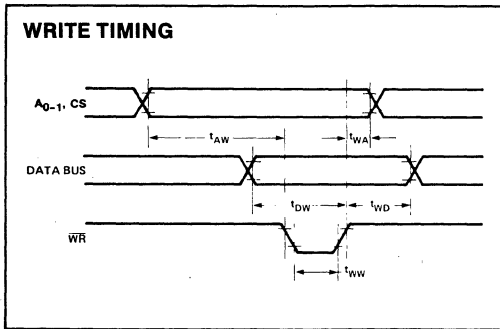 WRITE TIMING
A0-1, CS
tAW
tWA
DATA BUS
tDW
tWD
WR
tWW